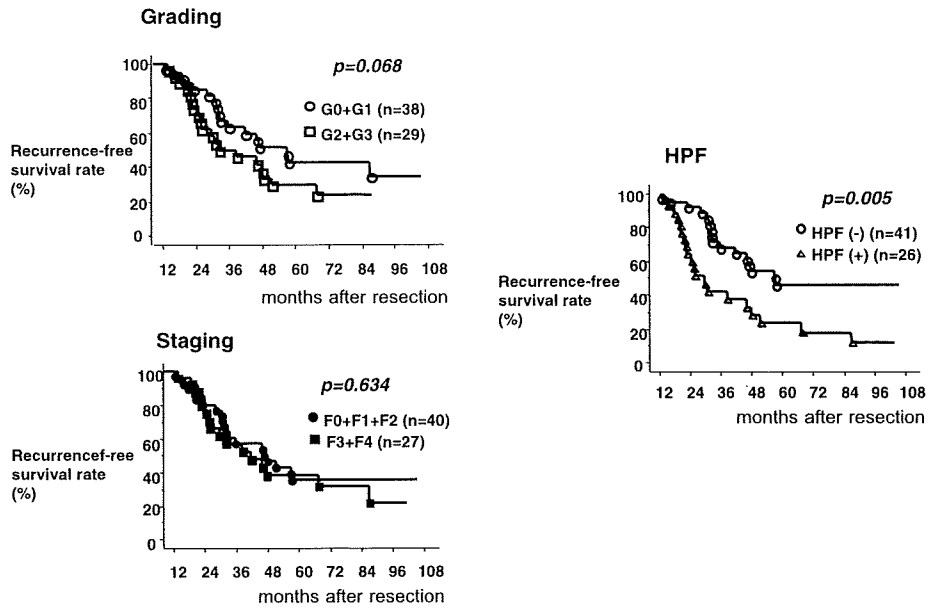 Grading
100
80
60
40
20
0
Recurrence-free
survival rate
(%)
p=0.068
G0+G1 (n=38)
G2+G3 (n=29)
12 24 36 48 60 72 84 96 108
months after resection
Staging
100
80
60
40
20
0
Recurrencef-ree
survival rate
(%)
p=0.634
F0+F1+F2 (n=40)
F3+F4 (n=27)
12 24 36 48 60 72 84 96 108
months after resection
HPF
100
80
60
40
20
0
Recurrence-free
survival rate
(%)
p=0.005
HPF (-) (n=41)
HPF (+) (n=26)
12 24 36 48 60 72 84 96 108
months after resection